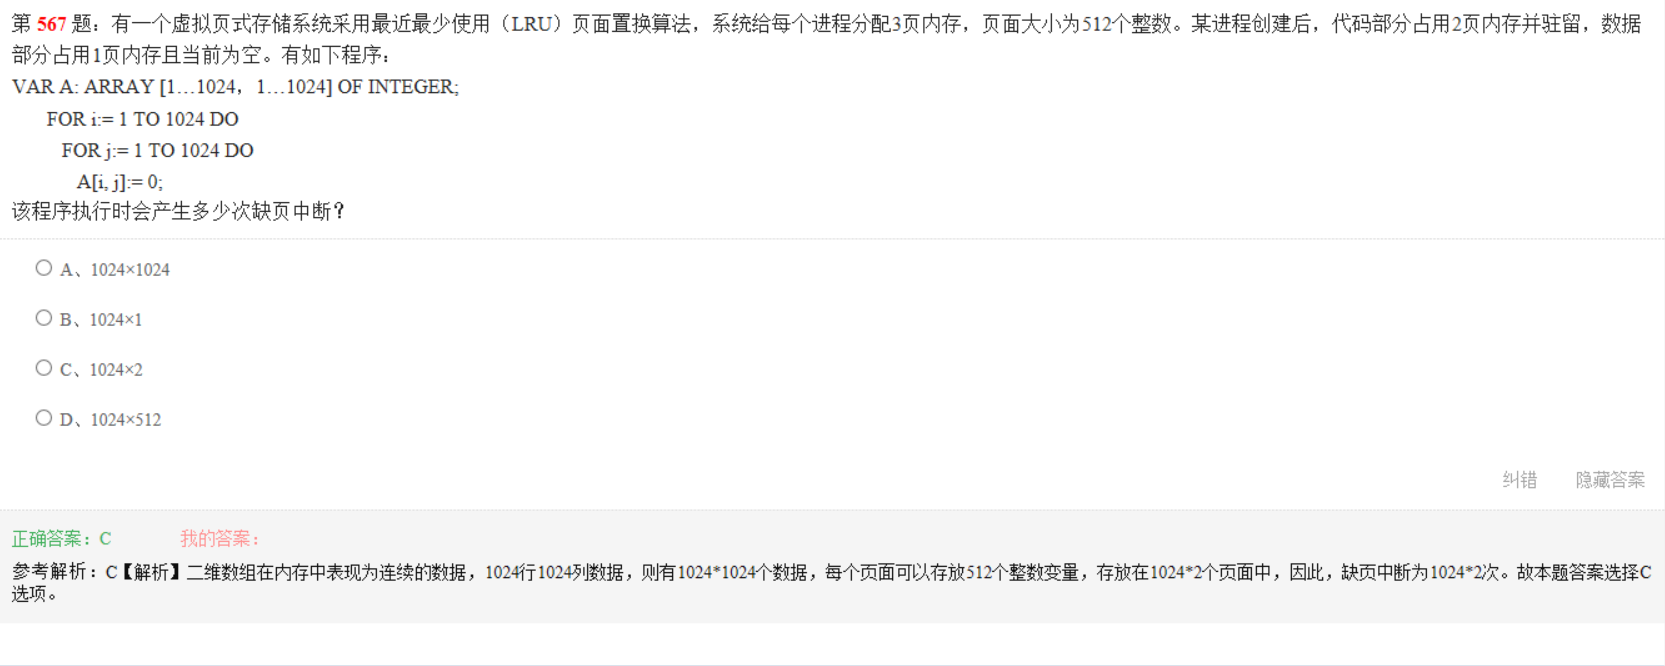 第 567 题：有一个虚拟页式存储系统采用最近最少使用（LRU）页面置换算法，系统给每个进程分配3页内存，页面大小为512个整数。某进程创建后，代码部分占用2页内存并驻留，数据
部分占用1页内存且当前为空。有如下程序：
VAR A: ARRAY [1…1024，1…1024] OF INTEGER;
FOR i:= 1 TO 1024 DO
FOR j:= 1 TO 1024 DO
A[i, j]:= 0;
该程序执行时会产生多少次缺页中断？
A、1024×1024
B、1024×1
C、1024×2
D、1024×512
纠错 隐藏答案
正确答案：C 我的答案：
参考解析：C【解析】二维数组在内存中表现为连续的数据，1024行1024列数据，则有1024*1024个数据，每个页面可以存放512个整数变量，存放在1024*2个页面中，因此，缺页中断为1024*2次。故本题答案选择C
选项。